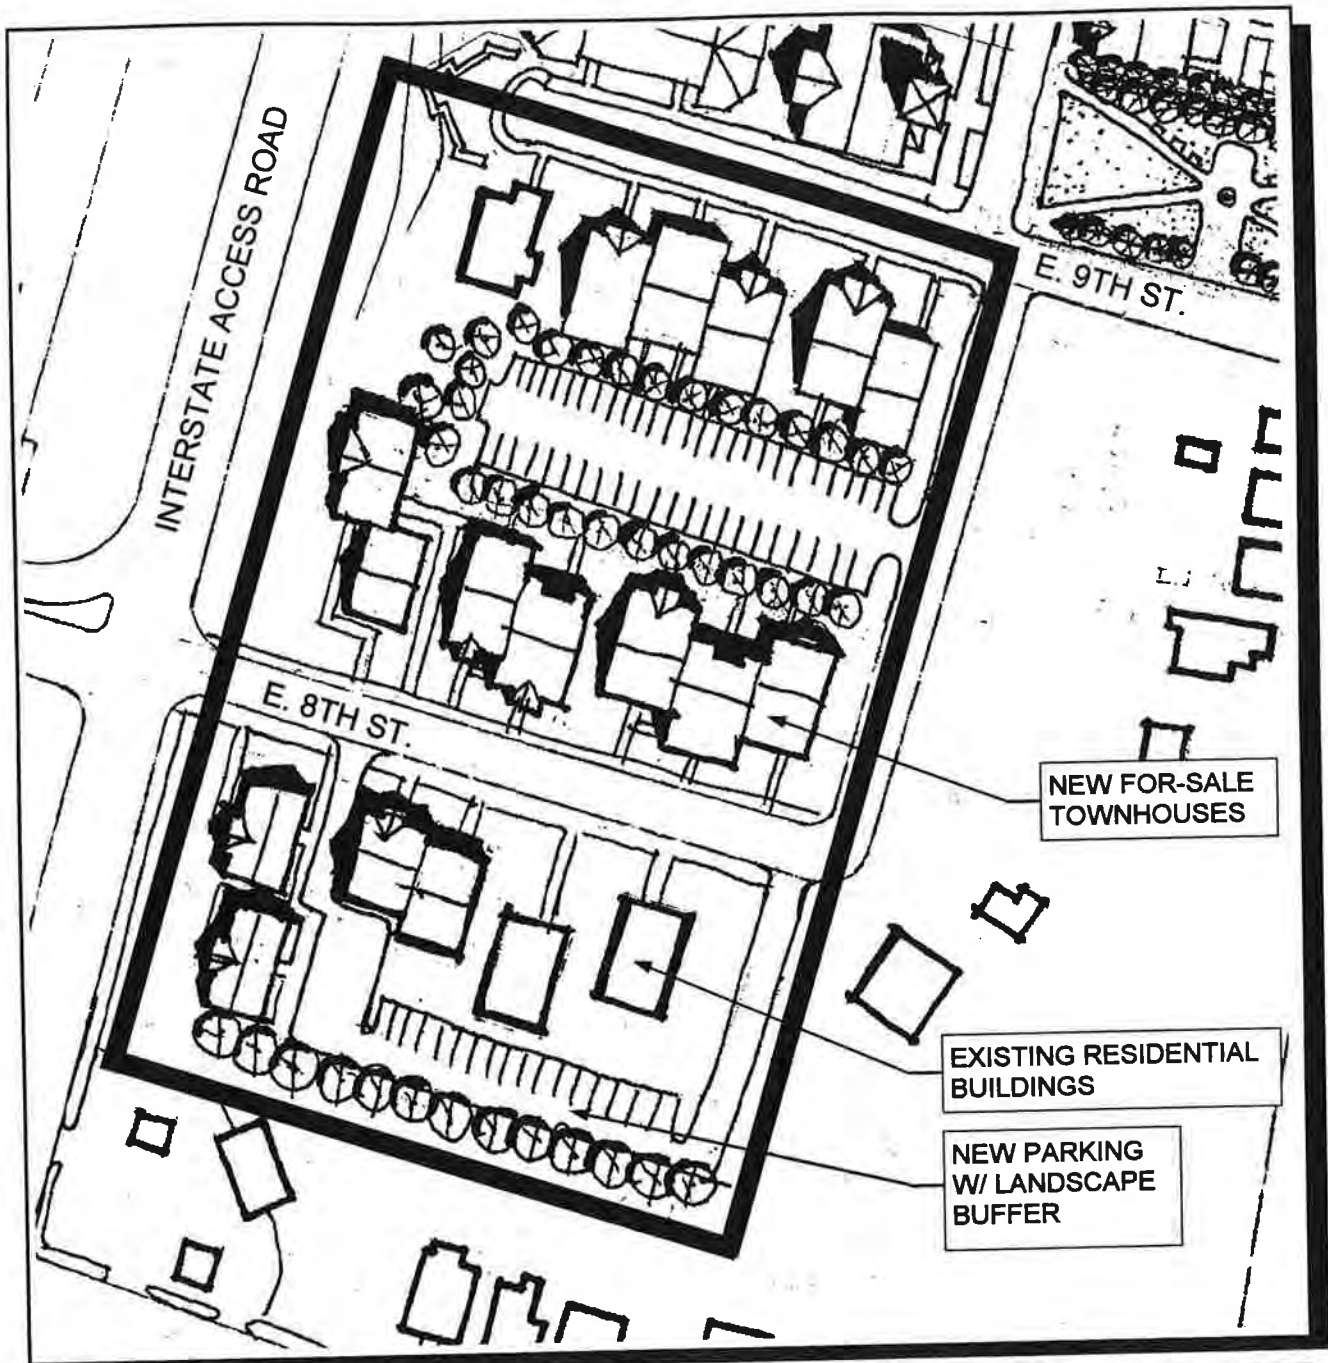 INTERSTATE ACCESS ROAD
E. 9TH ST.
E. 8TH ST.
NEW FOR-SALE
TOWNHOUSES
EXISTING RESIDENTIAL
BUILDINGS
NEW PARKING
W/ LANDSCAPE
BUFFER